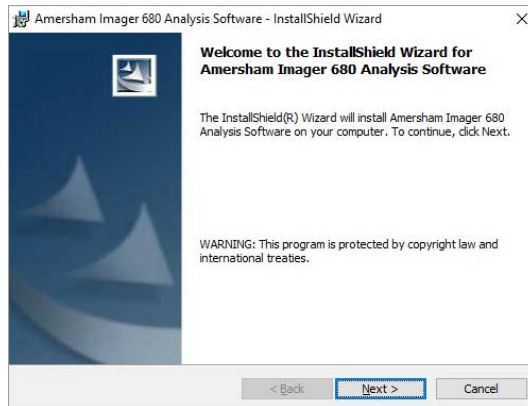 Amersham Imager 680 Analysis Software - InstallShield Wizard
Welcome to the InstallShield Wizard for
Amersham Imager 680 Analysis Software
The InstallShield(R) Wizard will install Amersham Imager 680
Analysis Software on your computer. To continue, click Next.
WARNING: This program is protected by copyright law and
international treaties.
< Back
Next >
Cancel